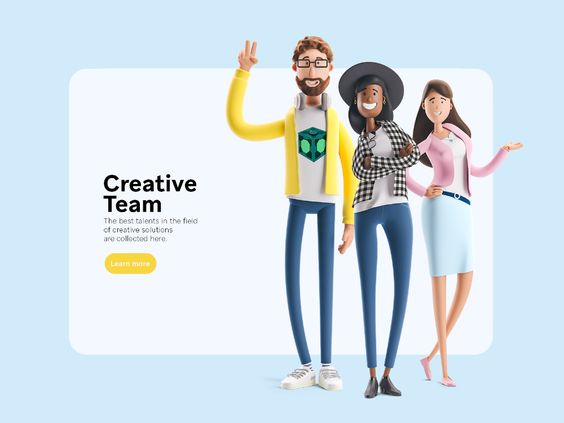 Creative
Team
The best talents in the field
of creative solutions
are collected here.
Learn more